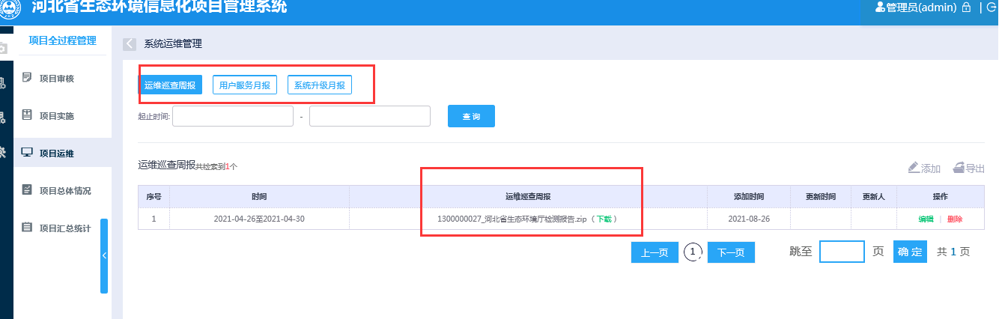 河北省生态环境信息化项目管理系统
管理员(admin)
项目全过程管理
项目审核
项目实施
项目运维
项目总体情况
项目汇总统计
系统运维管理
运维巡查周报 用户服务月报 系统升级月报
起止时间: - 查 询
运维巡查周报共检索到1个
添加 导出
序号 时间 运维巡查周报 添加时间 更新时间 更新人 操作
1 2021-04-26至2021-04-30 1300000027_河北省生态环境厅检测报告.zip （下载） 2021-08-26 编辑 | 删除
上一页 1 下一页 跳至 页 确 定 共 1 页